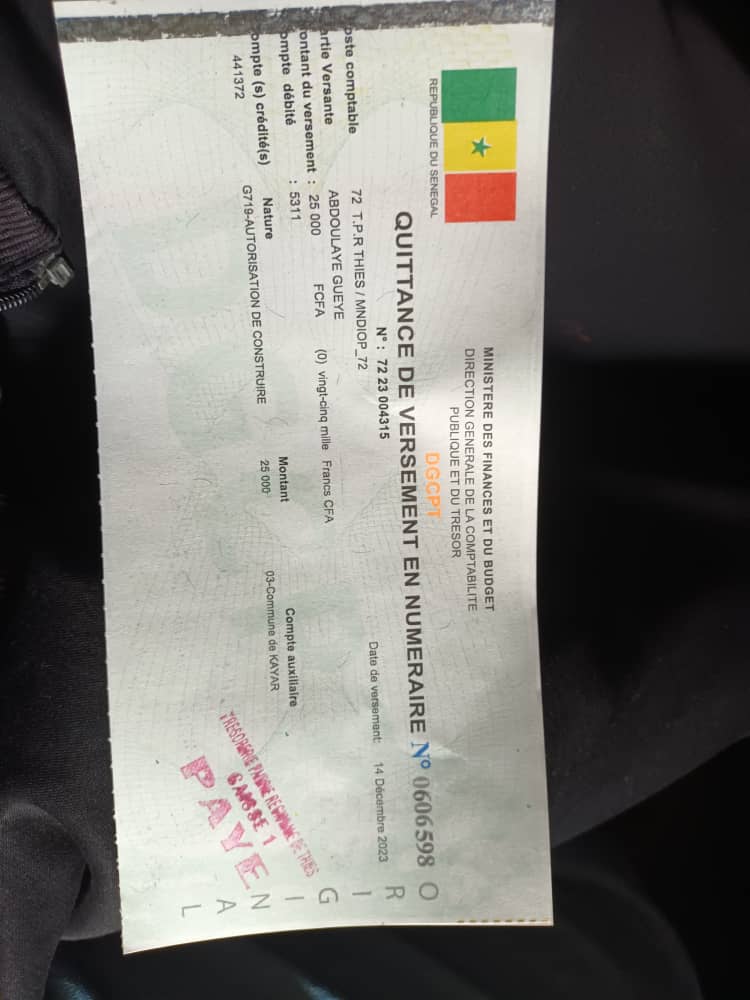 REPUBLIQUE DU SENEGAL
MINISTERE DES FINANCES ET DU BUDGET
DIRECTION GENERALE DE LA COMPTABILITE
PUBLIQUE ET DU TRESOR
DGCPT
QUITTANCE DE VERSEMENT EN NUMERAIRE N° 0606598
N° : 72 23 004315
Date de versement: 14 Décembre 2023
oste comptable 72 T.P.R THIES / MNDIOP_72
artie Versante ABDOULAYE GUEYE
ontant du versement : 25 000 FCFA (0) vingt-cinq mille Francs CFA
ompte débité : 5311
ompte (s) crédité(s) Nature Montant Compte auxiliaire
441372 G719-AUTORISATION DE CONSTRUIRE 25 000 03-Commune de KAYAR
TRESORERIE PAIERIE REGIONALE DE THIES
CAISSE 1
PAYE
ORIGINAL